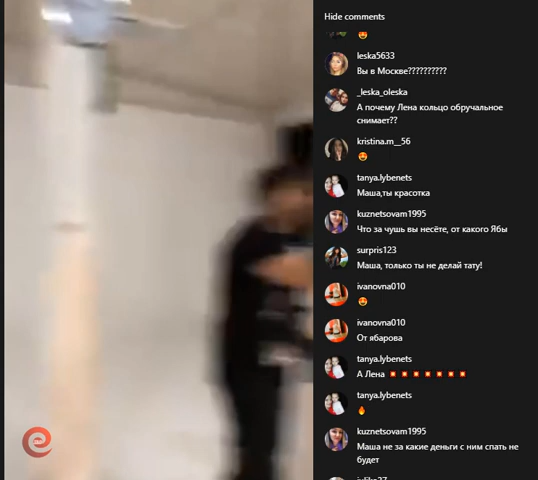 Hide comments
leska5633
Вы в Москве??????????
_leska_oleska
А почему Лена кольцо обручальное
снимает??
kristina.m__56
tanya.lybenets
Маша,ты красотка
kuznetsovam1995
Что за чушь вы несёте, от какого Ябы
surpris123
Маша, только ты не делай тату!
ivanovna010
ivanovna010
От ябарова
tanya.lybenets
А Лена
tanya.lybenets
kuznetsovam1995
Маша не за какие деньги с ним спать не
будет